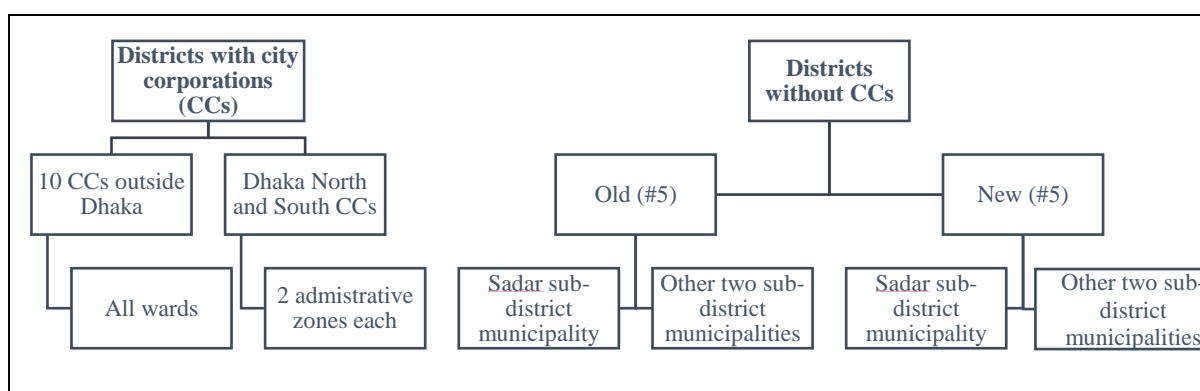 Districts with city
corporations
(CCs)
10 CCs outside
Dhaka
Dhaka North
and South CCs
All wards
2 admistrative
zones each
Districts
without CCs
Old (#5)
New (#5)
Sadar sub-
district
municipality
Other two sub-
district
municipalities
Sadar sub-
district
municipality
Other two sub-
district
municipalities